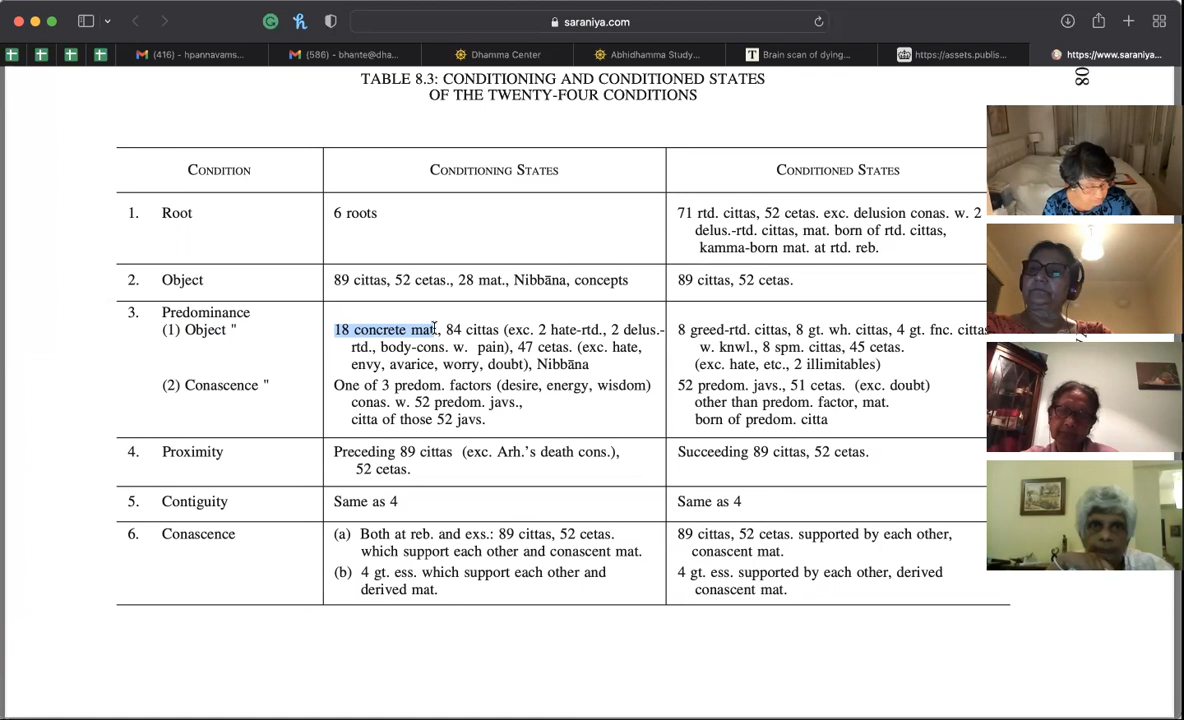 saraniya.com
(416) - hpannavams...
(586) - bhante@dha...
Dhamma Center
Abhidhamma Study...
Brain scan of dying...
https://assets.publis...
https://www.saraniya...
TABLE 8.3: CONDITIONING AND CONDITIONED STATES
OF THE TWENTY-FOUR CONDITIONS
08
CONDITION
CONDITIONING STATES
CONDITIONED STATES
1. Root
6 roots
71 rtd. cittas, 52 cetas. exc. delusion conas. w. 2
delus.-rtd. cittas, mat. born of rtd. cittas,
kamma-born mat. at rtd. reb.
2. Object
89 cittas, 52 cetas., 28 mat., Nibbāna, concepts
89 cittas, 52 cetas.
3. Predominance
(1) Object "
18 concrete mat., 84 cittas (exc. 2 hate-rtd., 2 delus.-
rtd., body-cons. w. pain), 47 cetas. (exc. hate,
envy, avarice, worry, doubt), Nibbāna
8 greed-rtd. cittas, 8 gt. wh. cittas, 4 gt. fnc. cittas
w. knwl., 8 spm. cittas, 45 cetas.
(exc. hate, etc., 2 illimitables)
(2) Conascence "
One of 3 predom. factors (desire, energy, wisdom)
conas. w. 52 predom. javs.,
citta of those 52 javs.
52 predom. javs., 51 cetas. (exc. doubt)
other than predom. factor, mat.
born of predom. citta
4. Proximity
Preceding 89 cittas (exc. Arh.'s death cons.),
52 cetas.
Succeeding 89 cittas, 52 cetas.
5. Contiguity
Same as 4
Same as 4
6. Conascence
(a) Both at reb. and exs.: 89 cittas, 52 cetas.
which support each other and conascent mat.
(b) 4 gt. ess. which support each other and
derived mat.
89 cittas, 52 cetas. supported by each other,
conascent mat.
4 gt. ess. supported by each other, derived
conascent mat.